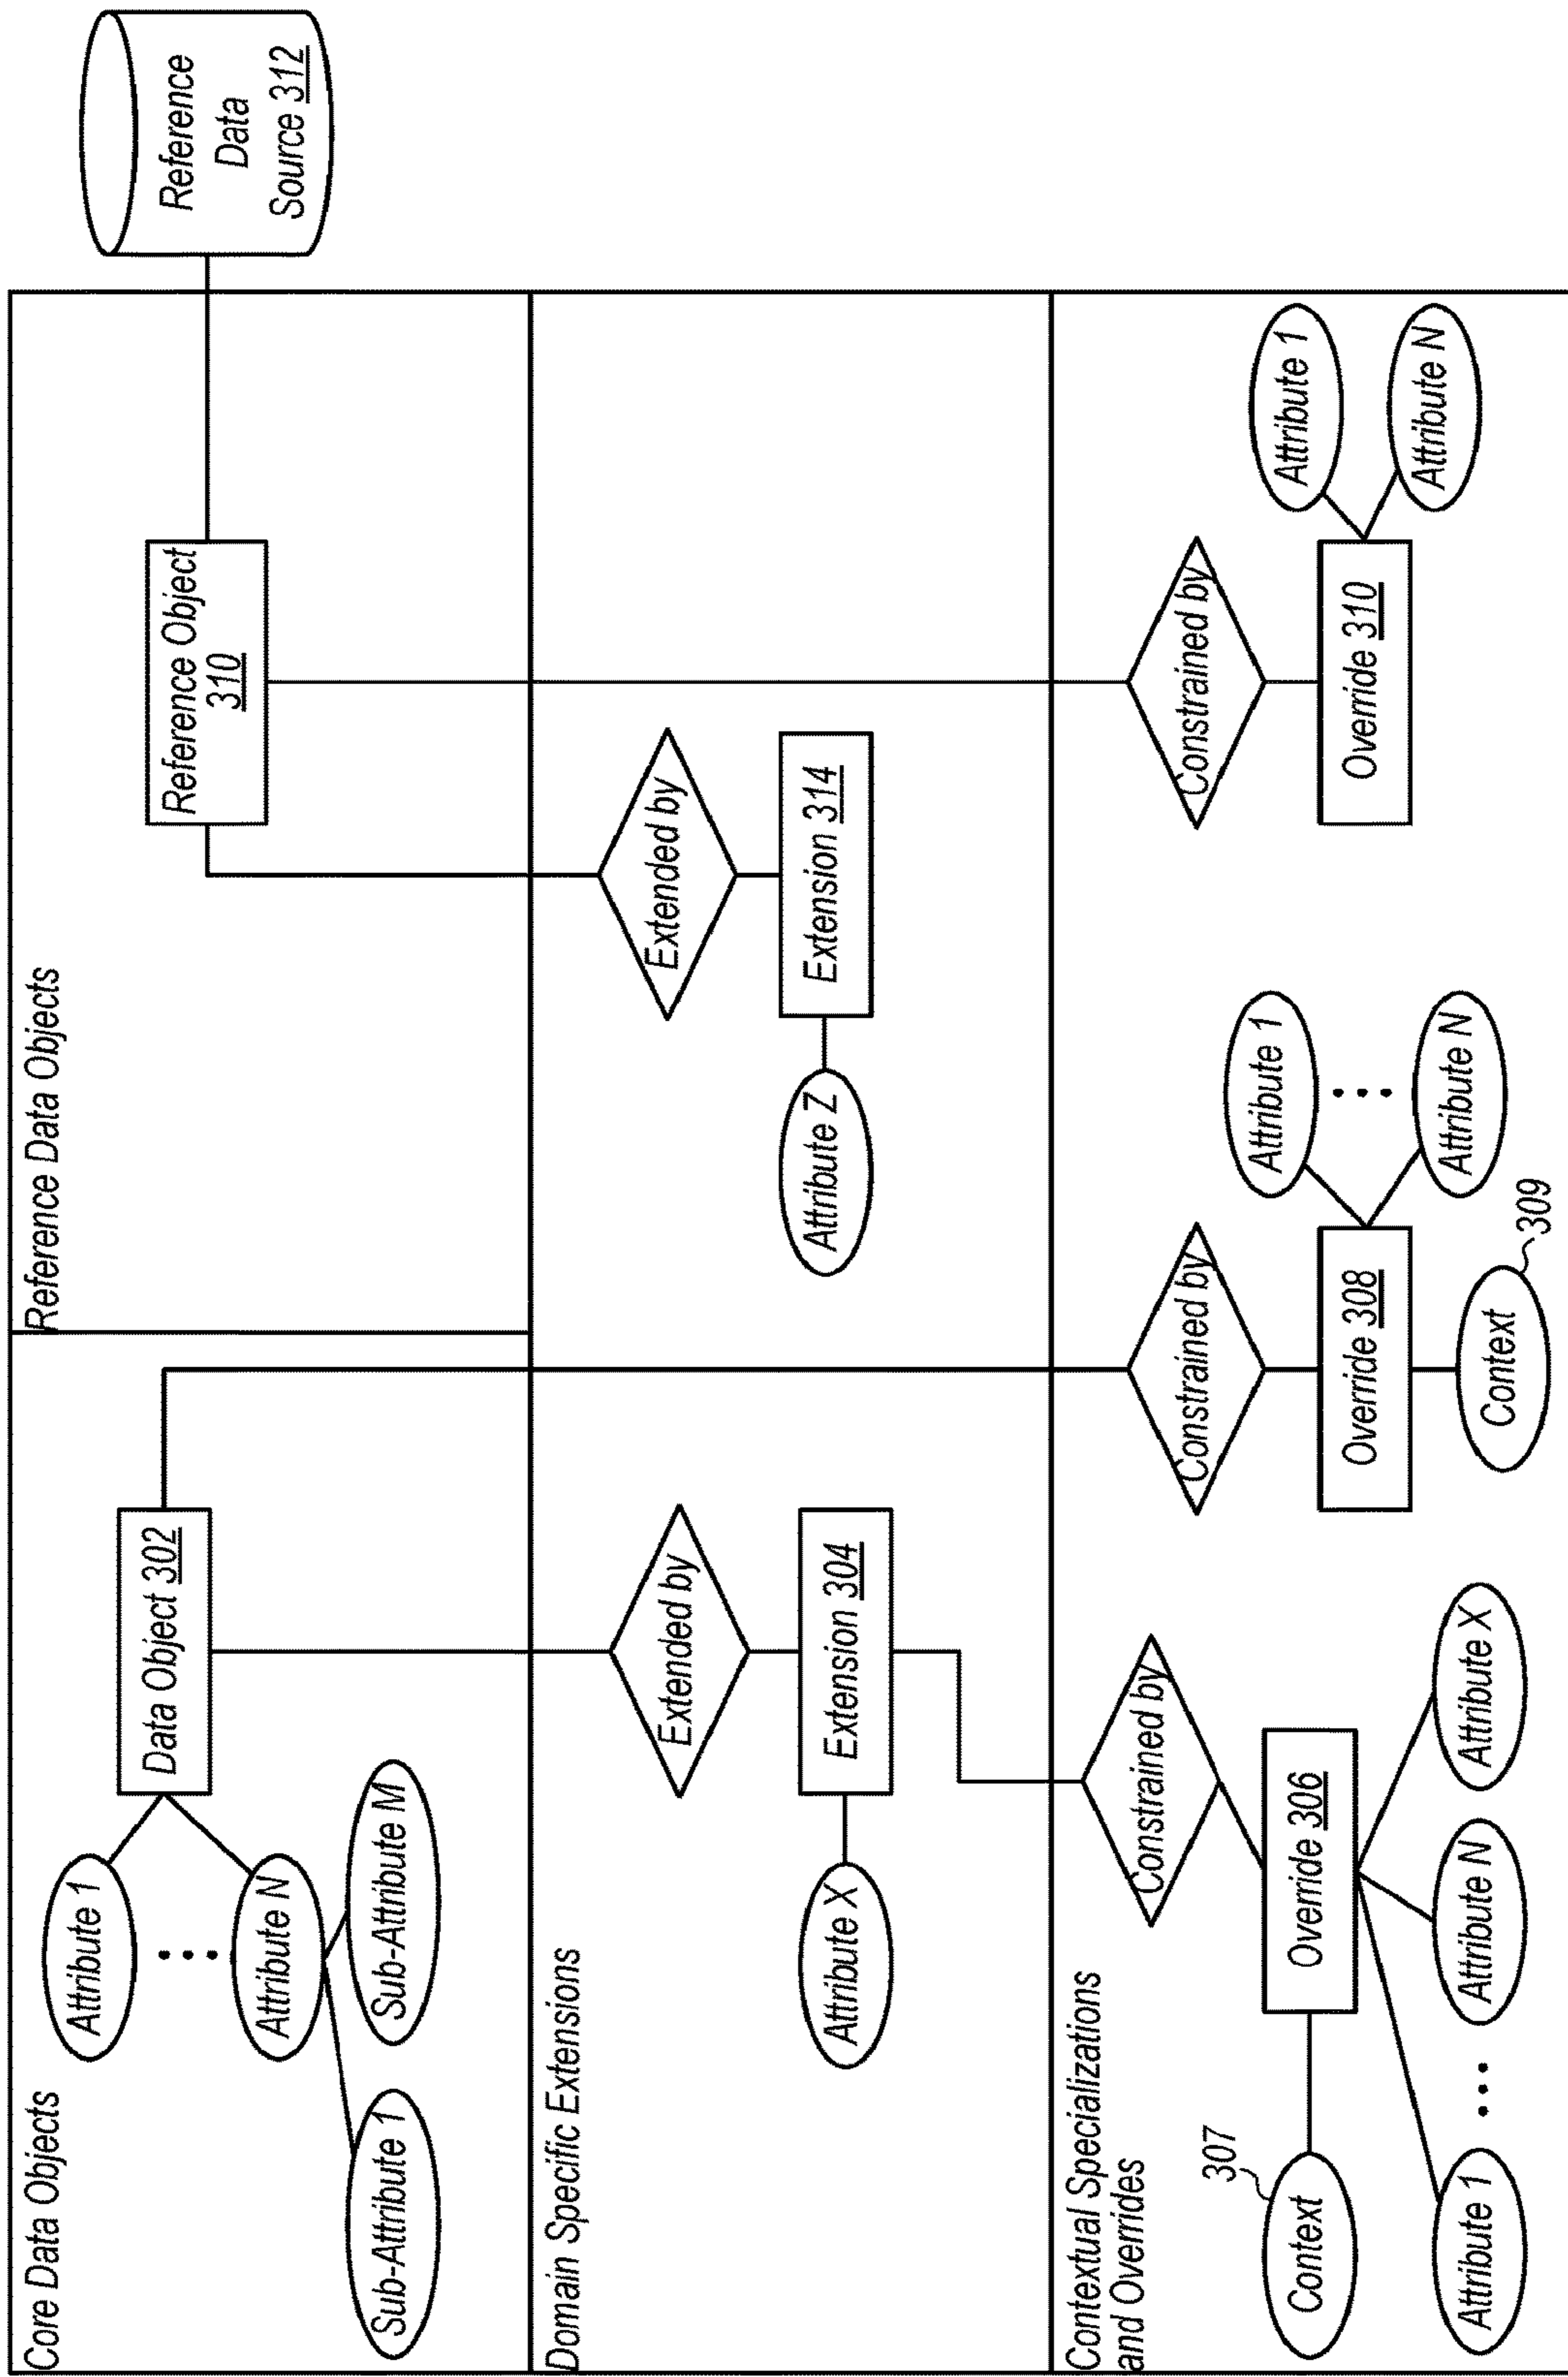 Core Data Objects
Attribute 1
Attribute N
Sub-Attribute 1
Sub-Attribute M
Data Object 302
Reference Data Objects
Reference Object
310
Reference
Data
Source 312
Domain Specific Extensions
Extended by
Attribute X
Extension 304
Extended by
Attribute Z
Extension 314
Contextual Specializations
and Overrides
307
Context
Constrained by
Override 306
Attribute 1
Attribute N
Attribute X
Constrained by
Override 308
Attribute 1
Attribute N
Context
309
Constrained by
Override 310
Attribute 1
Attribute N